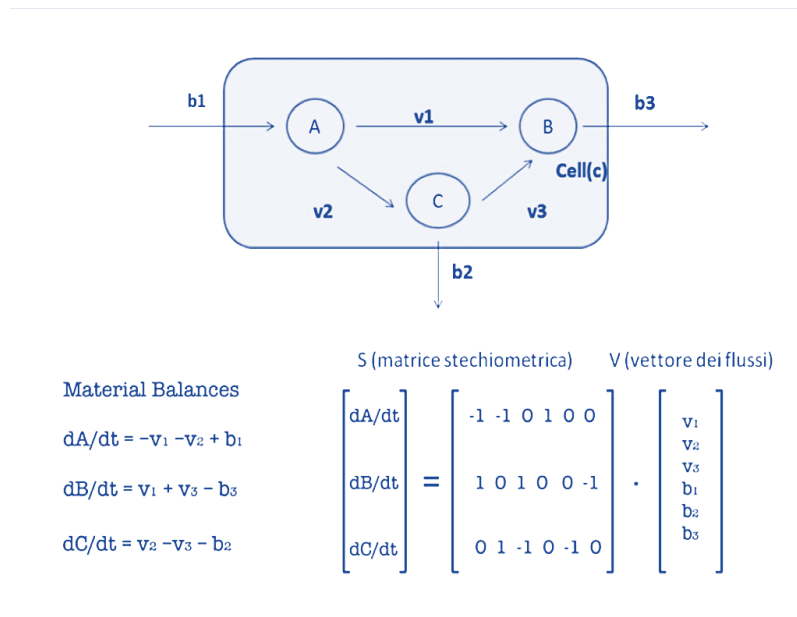 b1
v1
b3
A
B
Cell(c)
C
v2
v3
b2
S (matrice stechiometrica) V (vettore dei flussi)
Material Balances
dA/dt = -v₁ -v₂ + b₁
dB/dt = v₁ + v₃ - b₃
dC/dt = v₂ -v₃ - b₂
dA/dt
dB/dt
dC/dt
=
-1 -1 0 1 0 0
1 0 1 0 0 -1
0 1 -1 0 -1 0
·
v₁
v₂
v₃
b₁
b₂
b₃